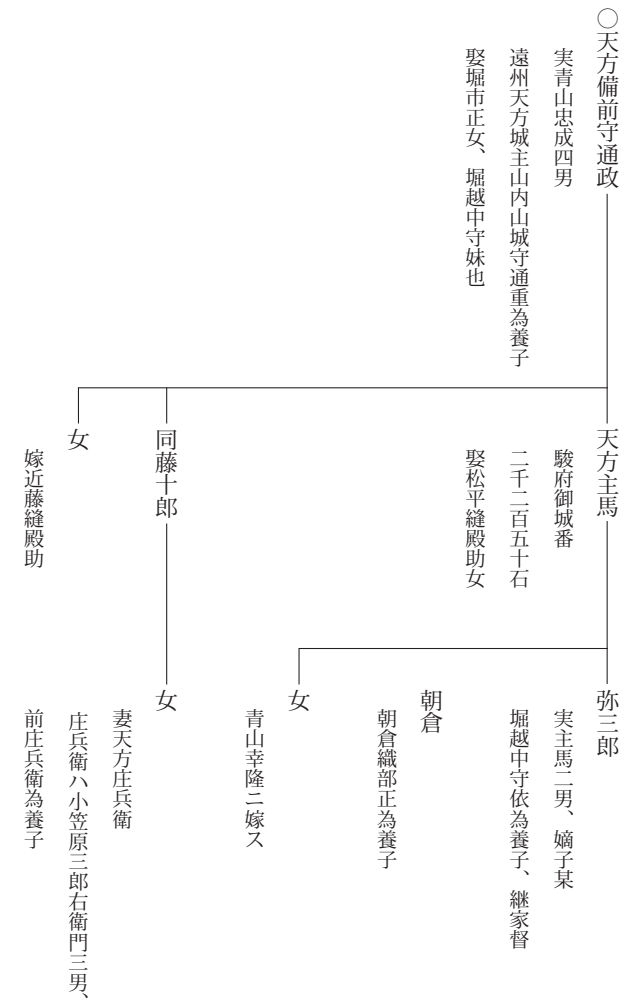 ○天方備前守通政
実青山忠成四男
遠州天方城主山内山城守通重為養子
娶堀市正女、堀越中守妹也
天方主馬
駿府御城番
二千二百五十石
娶松平縫殿助女
同藤十郎
女
嫁近藤縫殿助
弥三郎
実主馬二男、嫡子某
堀越中守依為養子、継家督
朝倉
朝倉織部正為養子
女
青山幸隆ニ嫁ス
女
妻天方庄兵衛
庄兵衛ハ小笠原三郎右衛門三男、
前庄兵衛為養子